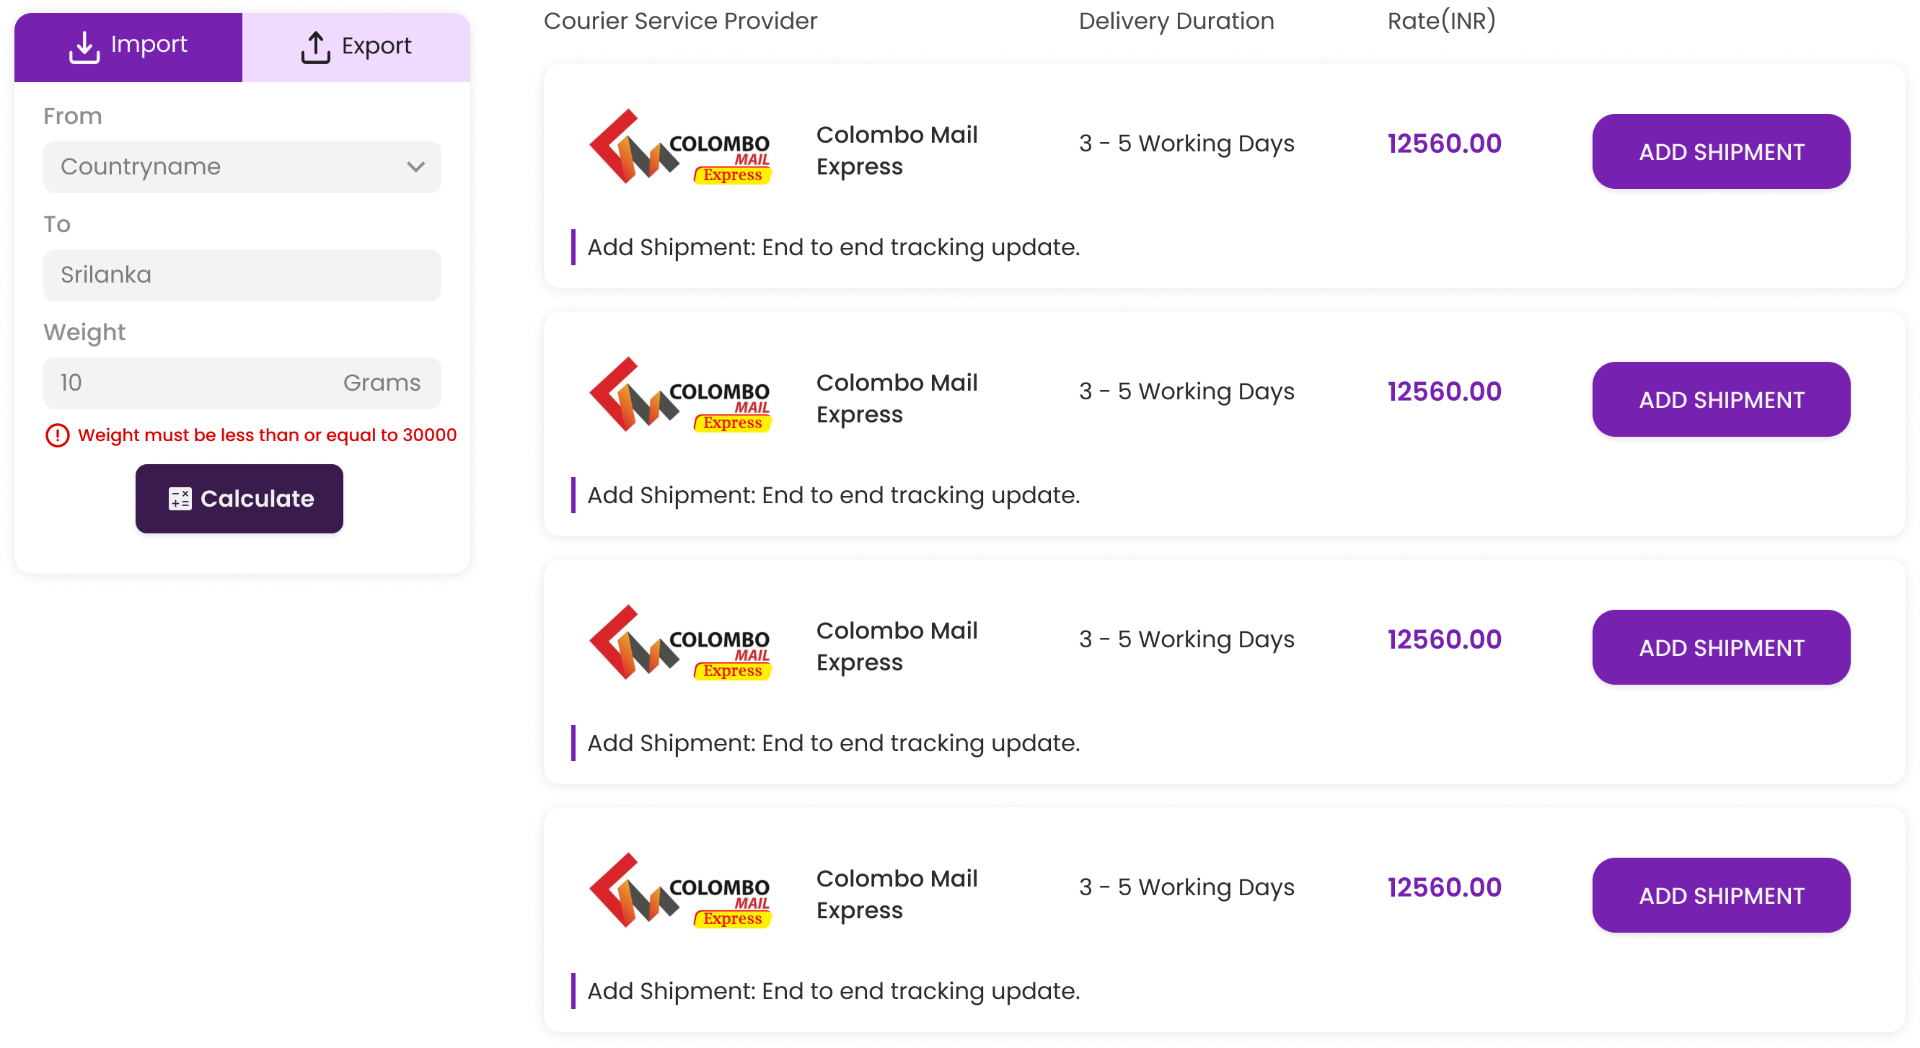 Import
Export
From
Countryname
To
Srilanka
Weight
10 Grams
Weight must be less than or equal to 30000
Calculate
Courier Service Provider Delivery Duration Rate(INR)
COLOMBO
MAIL
Express
Colombo Mail
Express
3 - 5 Working Days
12560.00
ADD SHIPMENT
Add Shipment: End to end tracking update.
COLOMBO
MAIL
Express
Colombo Mail
Express
3 - 5 Working Days
12560.00
ADD SHIPMENT
Add Shipment: End to end tracking update.
COLOMBO
MAIL
Express
Colombo Mail
Express
3 - 5 Working Days
12560.00
ADD SHIPMENT
Add Shipment: End to end tracking update.
COLOMBO
MAIL
Express
Colombo Mail
Express
3 - 5 Working Days
12560.00
ADD SHIPMENT
Add Shipment: End to end tracking update.